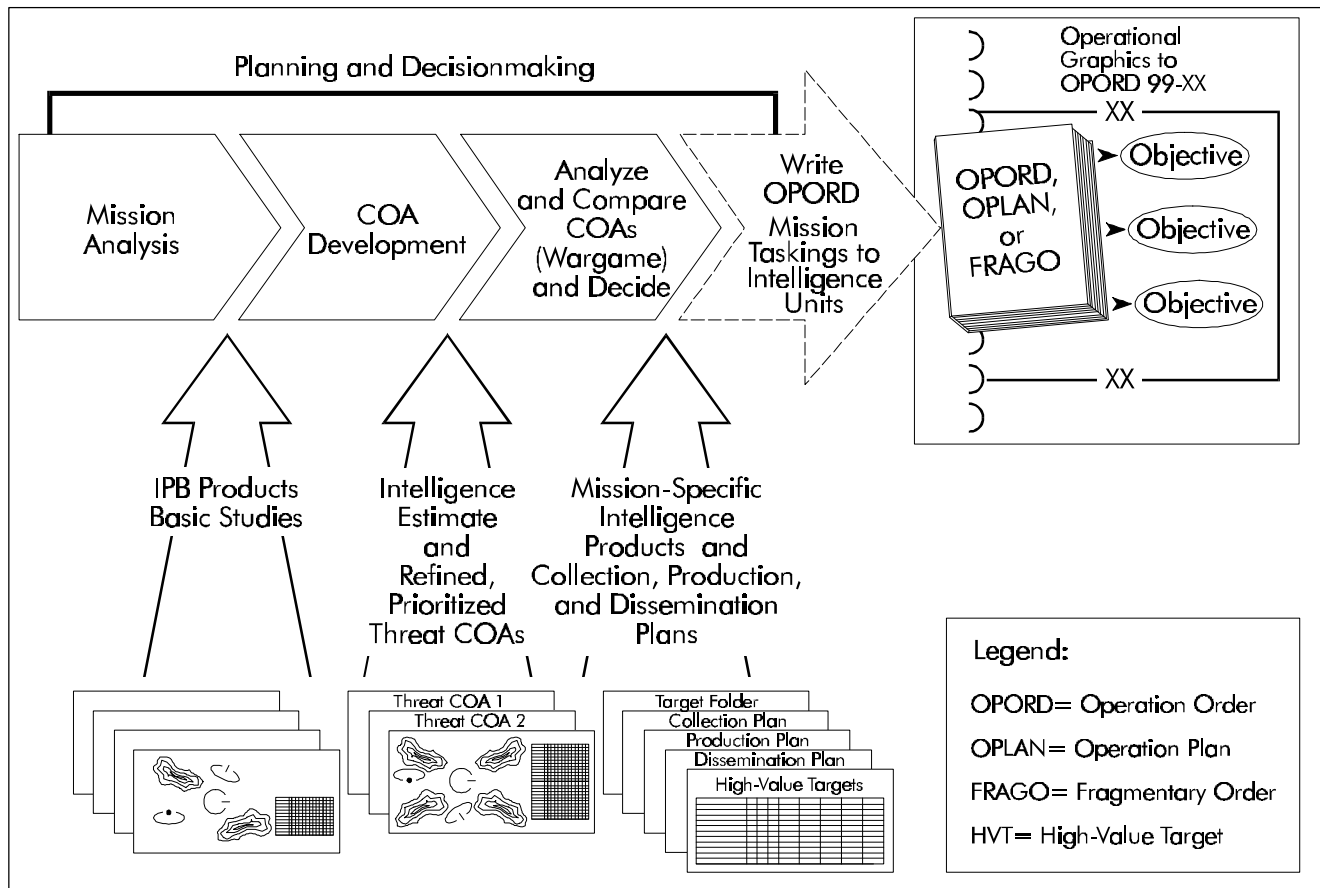 Planning and Decisionmaking
Mission
Analysis
COA
Development
Analyze
and Compare
COAs
(Wargame)
and Decide
Write
OPORD
Mission
Taskings to
Intelligence
Units
Operational
Graphics to
OPORD 99-XX
XX
OPORD,
OPLAN,
or
FRAGO
Objective
Objective
Objective
XX
IPB Products
Basic Studies
Intelligence
Estimate
and
Refined,
Prioritized
Threat COAs
Mission-Specific
Intelligence
Products and
Collection, Production,
and Dissemination
Plans
Threat COA 1
Threat COA 2
Target Folder
Collection Plan
Production Plan
Dissemination Plan
High-Value Targets
Legend:
OPORD= Operation Order
OPLAN= Operation Plan
FRAGO= Fragmentary Order
HVT= High-Value Target